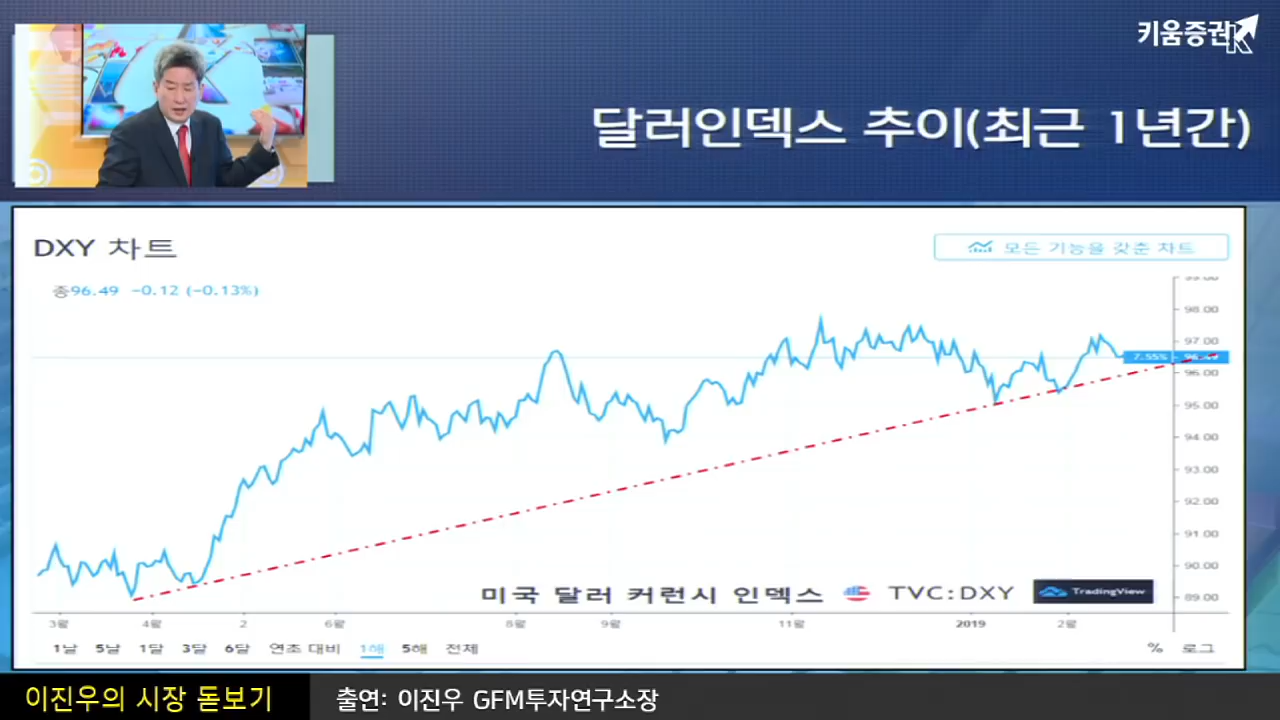 키움증권
달러인덱스 추이(최근 1년간)
DXY 차트
모든 기능을 갖춘 차트
종96.49 −0.12 (−0.13%)
99.00
98.00
97.00
7.55% 96.49
96.00
95.00
94.00
93.00
92.00
91.00
90.00
89.00
미국 달러 커런시 인덱스 TVC:DXY TradingView
3월 4월 2 6월 8월 9월 11월 2019 2월
1날 5날 1달 3달 6달 연초 대비 1해 5해 전체 % 로그
이진우의 시장 돋보기 출연: 이진우 GFM투자연구소장